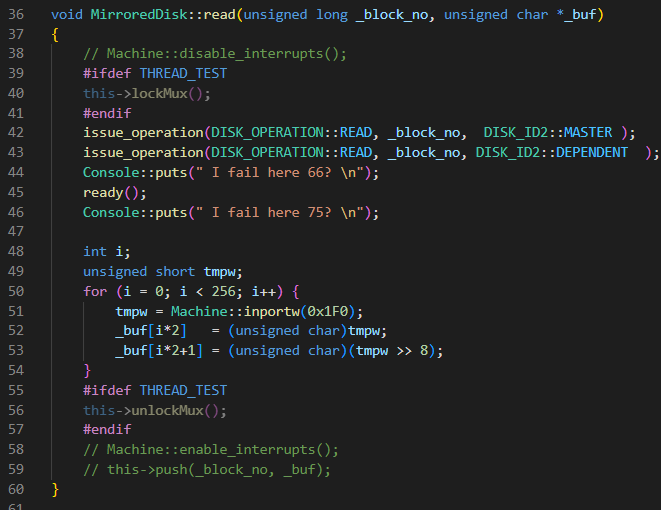 36 void MirroredDisk::read(unsigned long _block_no, unsigned char *_buf)
37 {
38     // Machine::disable_interrupts();
39     #ifdef THREAD_TEST
40     this->lockMux();
41     #endif
42     issue_operation(DISK_OPERATION::READ, _block_no,  DISK_ID2::MASTER );
43     issue_operation(DISK_OPERATION::READ, _block_no, DISK_ID2::DEPENDENT  );
44     Console::puts(" I fail here 66? \n");
45     ready();
46     Console::puts(" I fail here 75? \n");
47
48     int i;
49     unsigned short tmpw;
50     for (i = 0; i < 256; i++) {
51         tmpw = Machine::inportw(0x1F0);
52         _buf[i*2]   = (unsigned char)tmpw;
53         _buf[i*2+1] = (unsigned char)(tmpw >> 8);
54     }
55     #ifdef THREAD_TEST
56     this->unlockMux();
57     #endif
58     // Machine::enable_interrupts();
59     // this->push(_block_no, _buf);
60 }
61